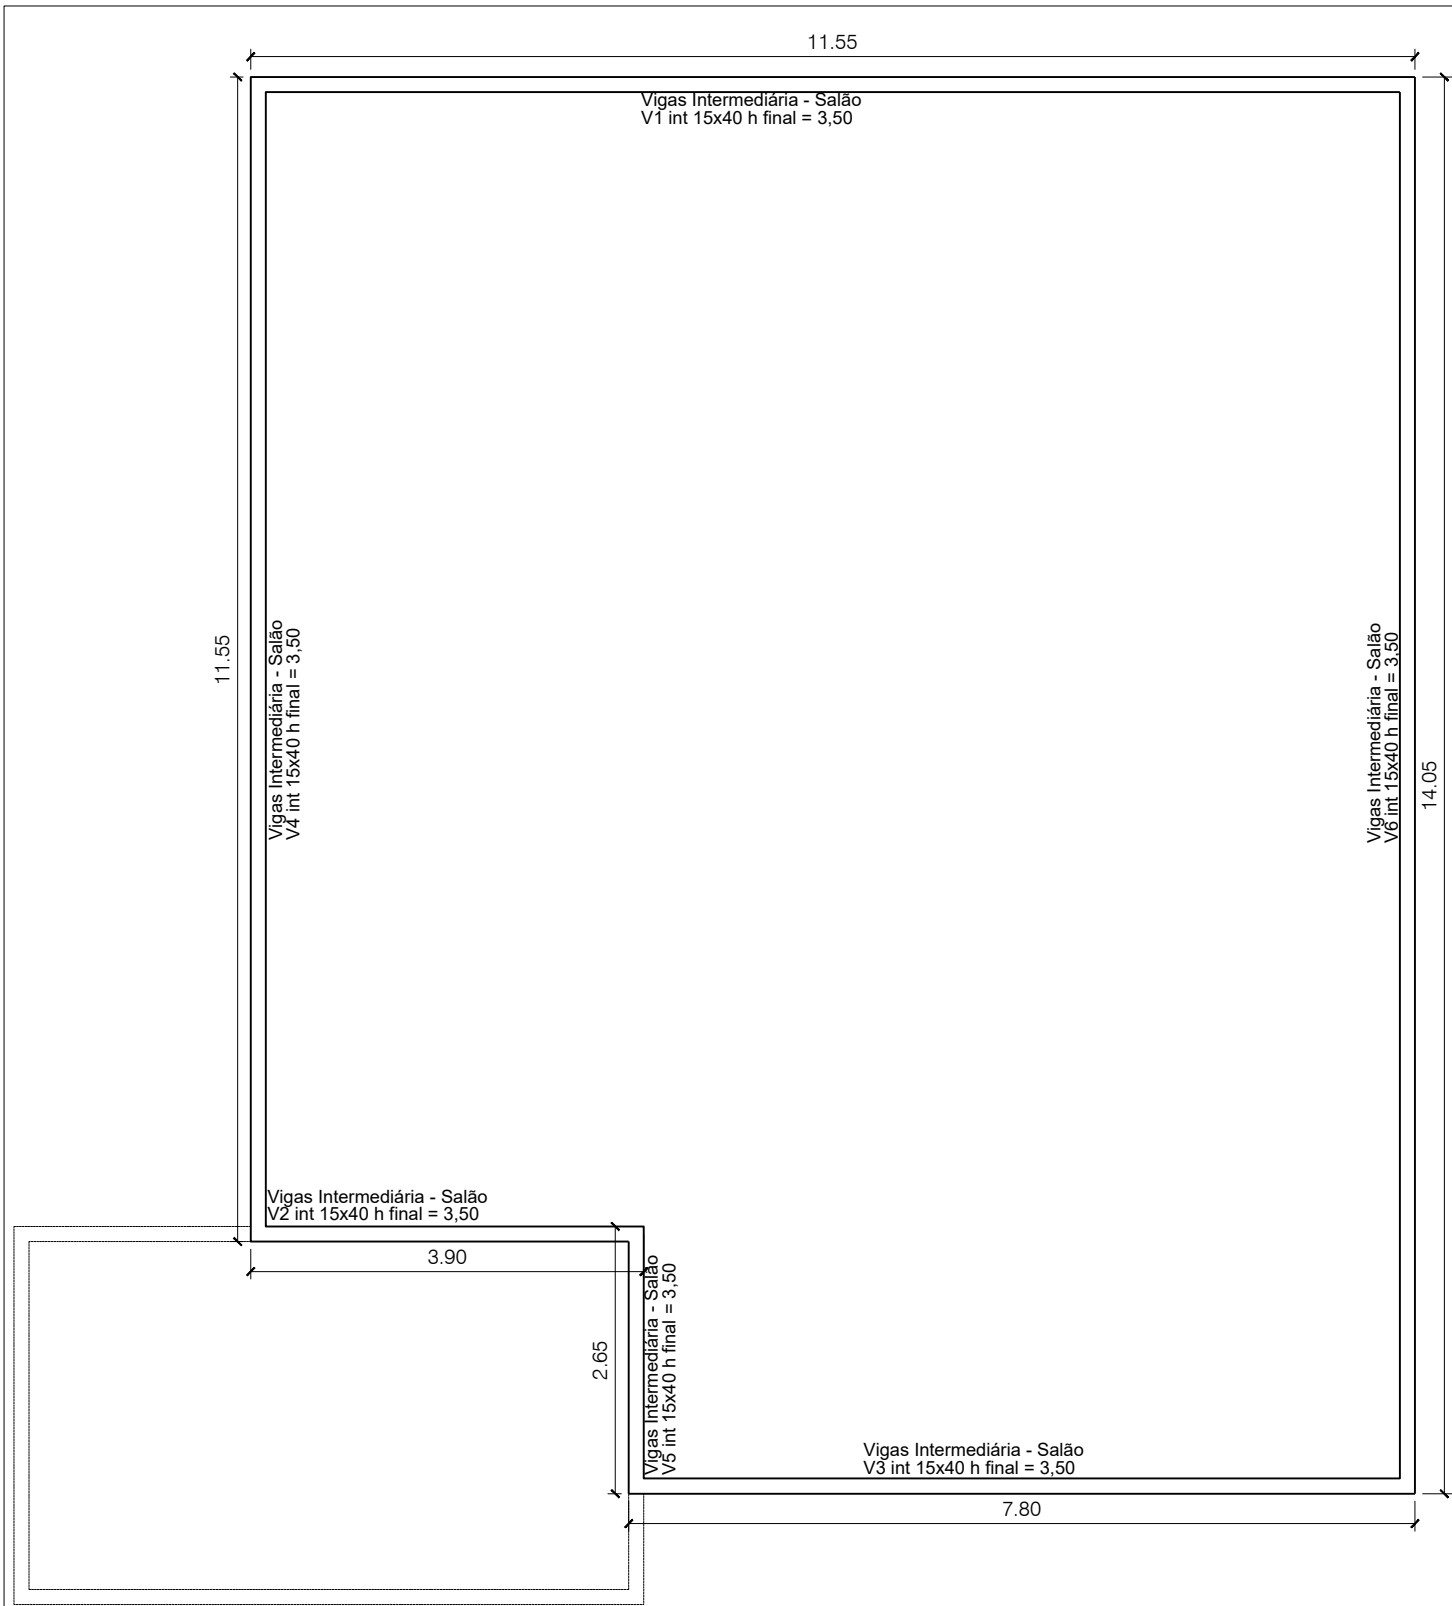 11.55
Vigas Intermediária - Salão
V1 int 15x40 h final = 3,50
11.55
Vigas Intermediária - Salão
V4 int 15x40 h final = 3,50
Vigas Intermediária - Salão
V6 int 15x40 h final = 3,50
14.05
Vigas Intermediária - Salão
V2 int 15x40 h final = 3,50
3.90
2.65
Vigas Intermediária - Salão
V5 int 15x40 h final = 3,50
Vigas Intermediária - Salão
V3 int 15x40 h final = 3,50
7.80